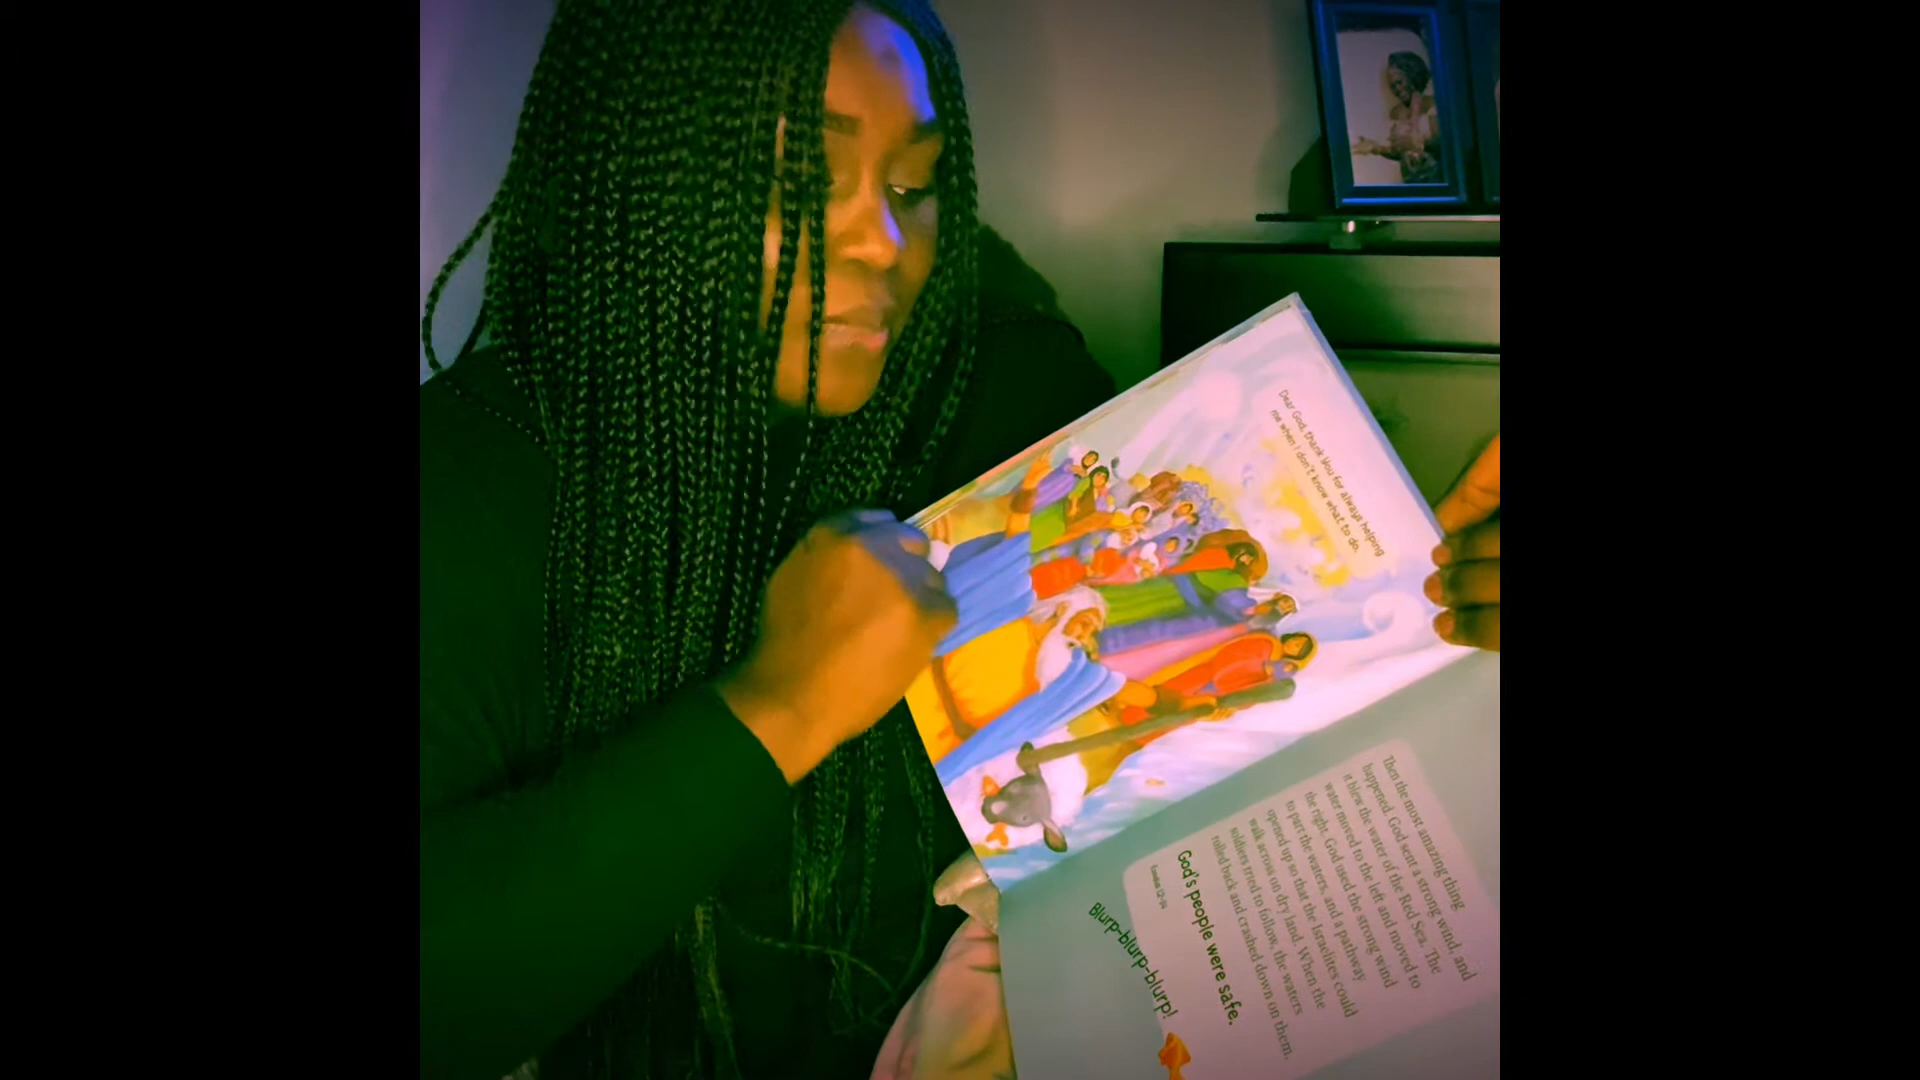 Dear God, thank You for always helping
me when I don't know what to do.
Then the most amazing thing
happened. God sent a strong wind, and
it blew the water of the Red Sea. The
water moved to the left and moved to
the right. God used the strong wind
to part the waters, and a pathway
opened up so that the Israelites could
walk across on dry land. When the
soldiers tried to follow, the waters
rolled back and crashed down on them.
God's people were safe.
Exodus 12–14
Blurp-blurp-blurp!